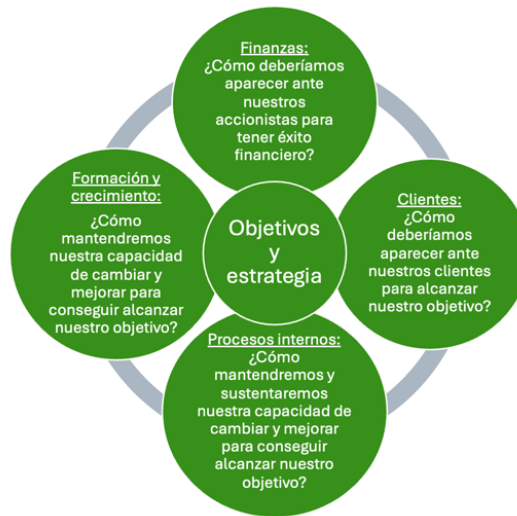 Finanzas:
¿Cómo deberíamos
aparecer ante
nuestros
accionistas para
tener éxito
financiero?
Formación y
crecimiento:
¿Cómo
mantendremos
nuestra capacidad
de cambiar y
mejorar para
conseguir alcanzar
nuestro objetivo?
Objetivos
y
estrategia
Clientes:
¿Cómo
deberíamos
aparecer ante
nuestros clientes
para alcanzar
nuestro objetivo?
Procesos internos:
¿Cómo
mantendremos y
sustentaremos
nuestra capacidad de
cambiar y mejorar
para conseguir
alcanzar nuestro
objetivo?